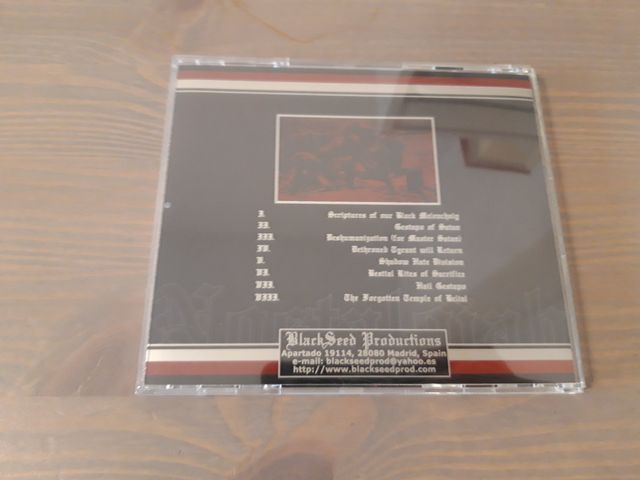 I. Scriptures of our Black Melancholy
II. Gestapo of Satan
III. Deshumanization (for Master Satan)
IV. Dethroned Tyrant will Return
V. Shadow Hate Division
VI. Bestial Rites of Sacrifice
VII. Hail Gestapo
VIII. The Forgotten Temple of Belial
BlackSeed Productions
Apartado 19114, 28080 Madrid, Spain
e-mail: blackseedprod@yahoo.es
http://www.blackseedprod.com